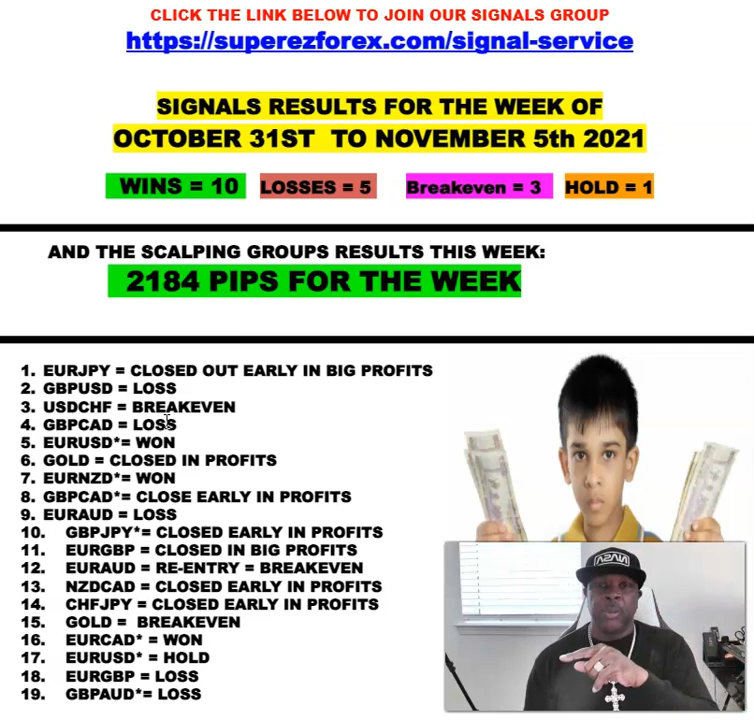 CLICK THE LINK BELOW TO JOIN OUR SIGNALS GROUP
https://superezforex.com/signal-service
SIGNALS RESULTS FOR THE WEEK OF
OCTOBER 31ST TO NOVEMBER 5th 2021
WINS = 10 LOSSES = 5 Breakeven = 3 HOLD = 1
AND THE SCALPING GROUPS RESULTS THIS WEEK:
2184 PIPS FOR THE WEEK
1. EURJPY = CLOSED OUT EARLY IN BIG PROFITS
2. GBPUSD = LOSS
3. USDCHF = BREAKEVEN
4. GBPCAD = LOSS
5. EURUSD*= WON
6. GOLD = CLOSED IN PROFITS
7. EURNZD*= WON
8. GBPCAD*= CLOSE EARLY IN PROFITS
9. EURAUD = LOSS
10. GBPJPY*= CLOSED EARLY IN PROFITS
11. EURGBP = CLOSED IN BIG PROFITS
12. EURAUD = RE-ENTRY = BREAKEVEN
13. NZDCAD = CLOSED EARLY IN PROFITS
14. CHFJPY = CLOSED EARLY IN PROFITS
15. GOLD = BREAKEVEN
16. EURCAD* = WON
17. EURUSD* = HOLD
18. EURGBP = LOSS
19. GBPAUD*= LOSS
NASA